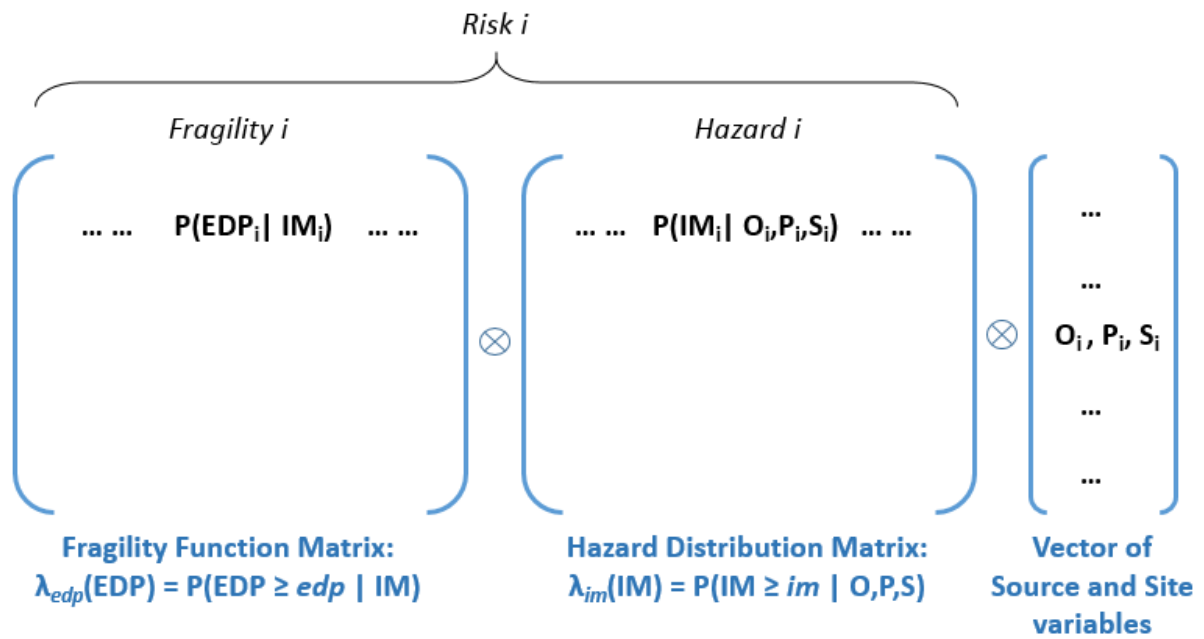 Risk i
Fragility i
Hazard i
... ... P(EDPi| IMi) ... ...
⊗
... ... P(IMi| Oi,Pi,Si) ... ...
⊗
...
...
Oi , Pi, Si
...
...
Fragility Function Matrix:
λedp(EDP) = P(EDP ≥ edp | IM)
Hazard Distribution Matrix:
λim(IM) = P(IM ≥ im | O,P,S)
Vector of
Source and Site
variables